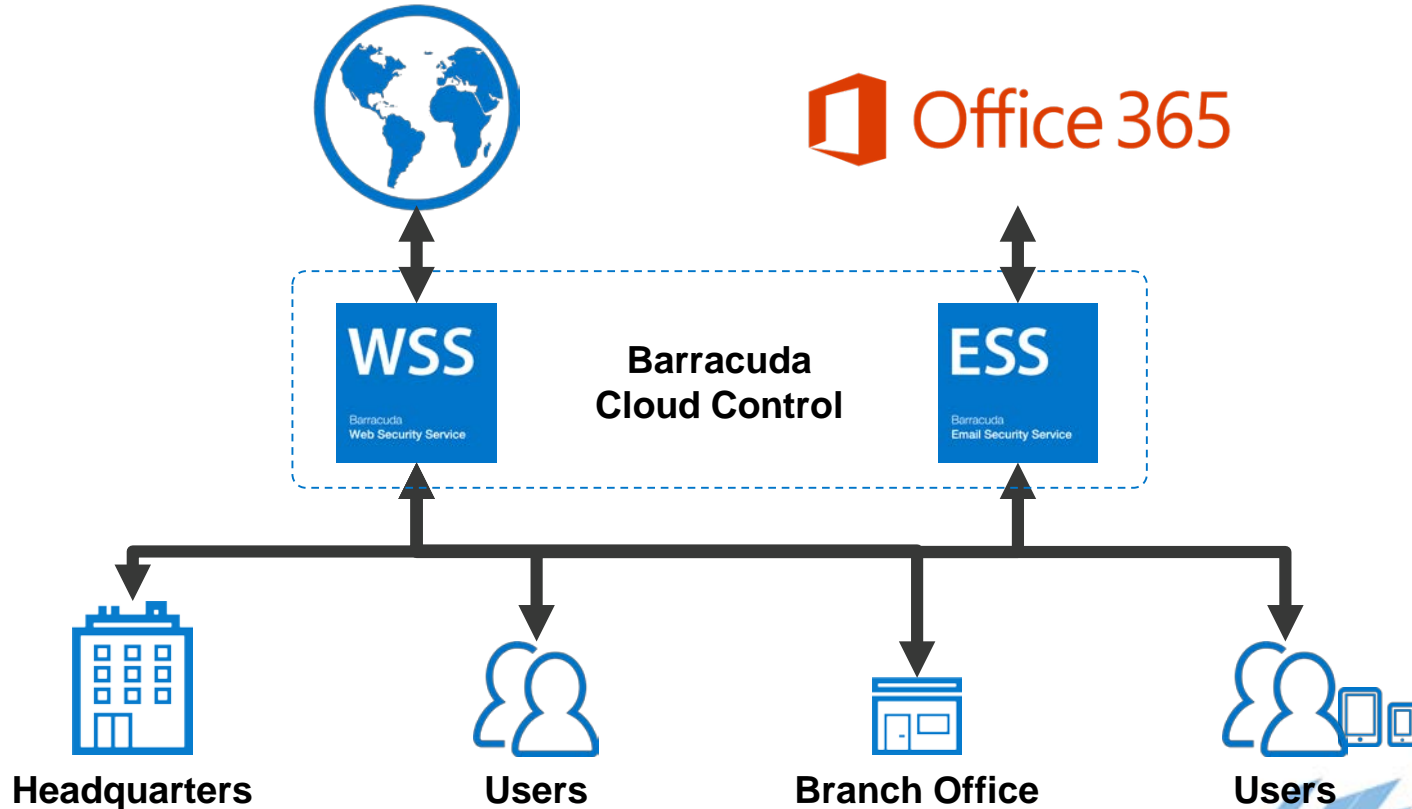 Office 365
WSS
Barracuda
Web Security Service
Barracuda
Cloud Control
ESS
Barracuda
Email Security Service
Headquarters
Users
Branch Office
Users